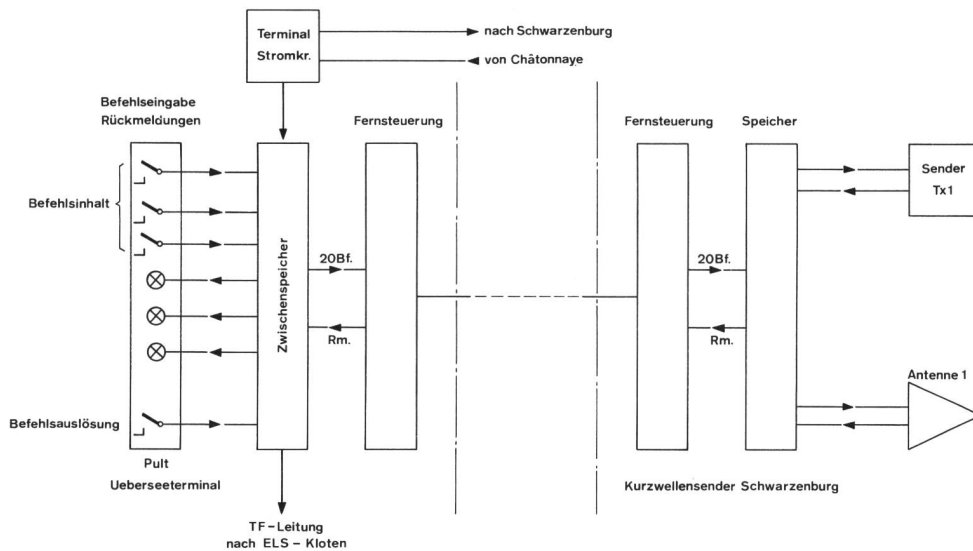 Terminal
Stromkr.
nach Schwarzenburg
von Châtonnaye
Befehlseingabe
Rückmeldungen
Fernsteuerung
Fernsteuerung
Speicher
Befehlsinhalt
Zwischenspeicher
20Bf.
Rm.
20Bf.
Rm.
Sender
Tx1
Antenne 1
Befehlsauslösung
Pult
Ueberseeterminal
Kurzwellensender Schwarzenburg
TF-Leitung
nach ELS-Kloten